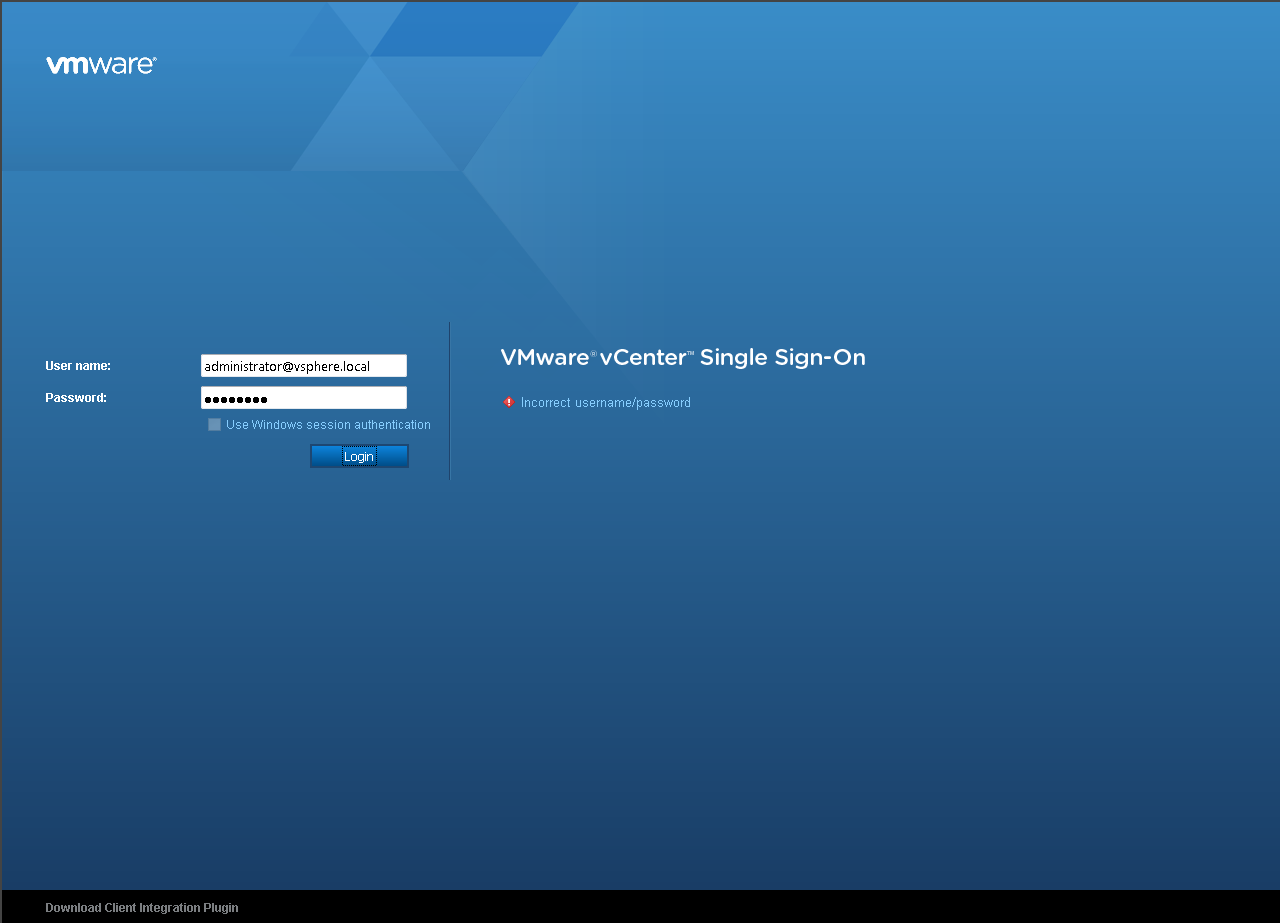 vmware®
User name:
administrator@vsphere.local
Password:
●●●●●●●●
Use Windows session authentication
Login
VMware® vCenter™ Single Sign-On
Incorrect username/password
Download Client Integration Plugin